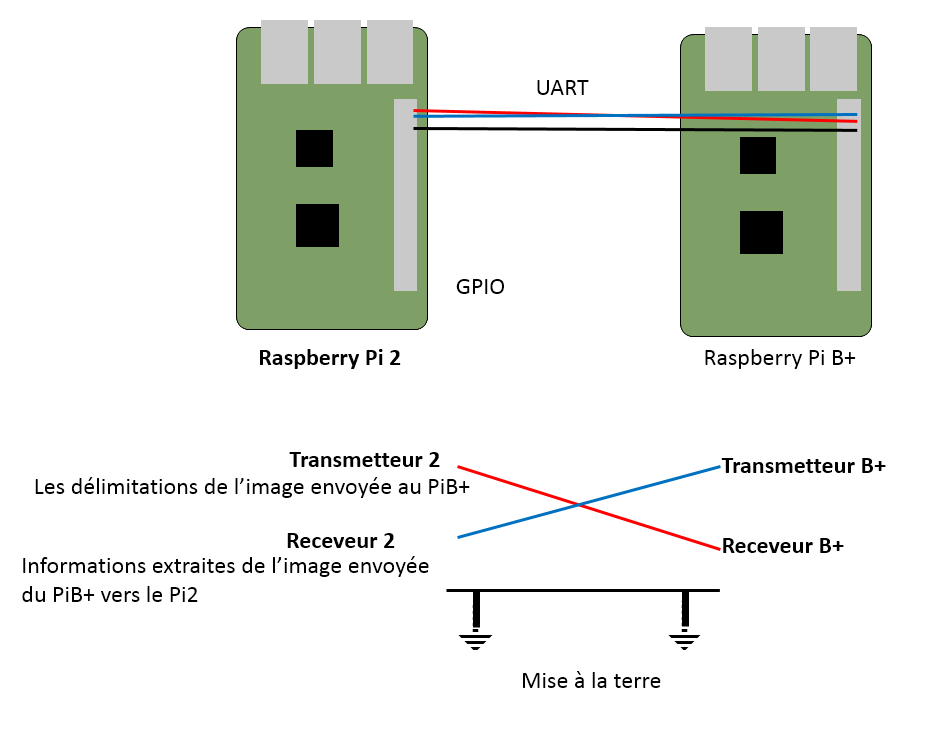 UART
GPIO
Raspberry Pi 2
Raspberry Pi B+
Transmetteur 2
Transmetteur B+
Les délimitations de l’image envoyée au PiB+
Receveur 2
Receveur B+
Informations extraites de l’image envoyée
du PiB+ vers le Pi2
Mise à la terre